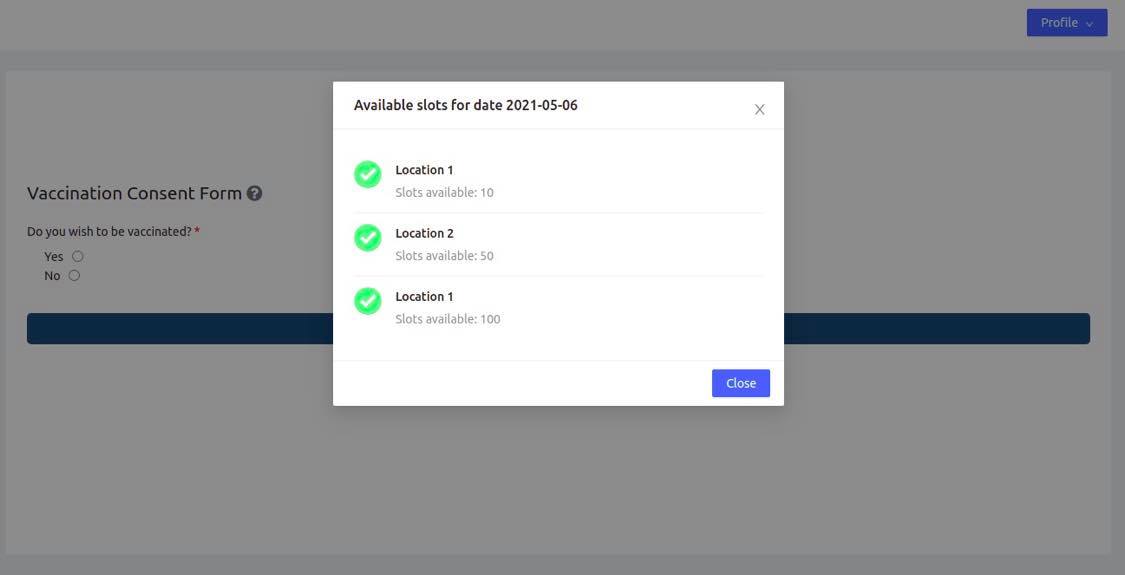 Profile
Available slots for date 2021-05-06
Location 1
Slots available: 10
Location 2
Slots available: 50
Location 1
Slots available: 100
Close
Vaccination Consent Form
Do you wish to be vaccinated? *
Yes
No